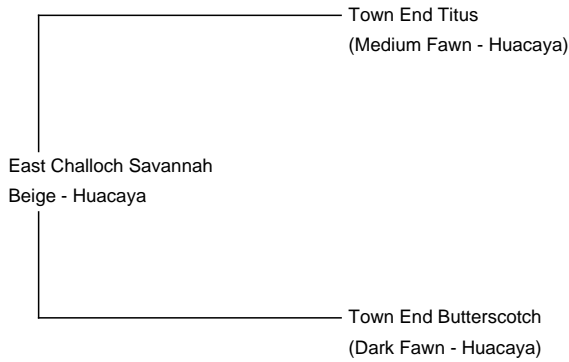 Town End Titus
(Medium Fawn - Huacaya)
East Challoch Savannah
Beige - Huacaya
Town End Butterscotch
(Dark Fawn - Huacaya)